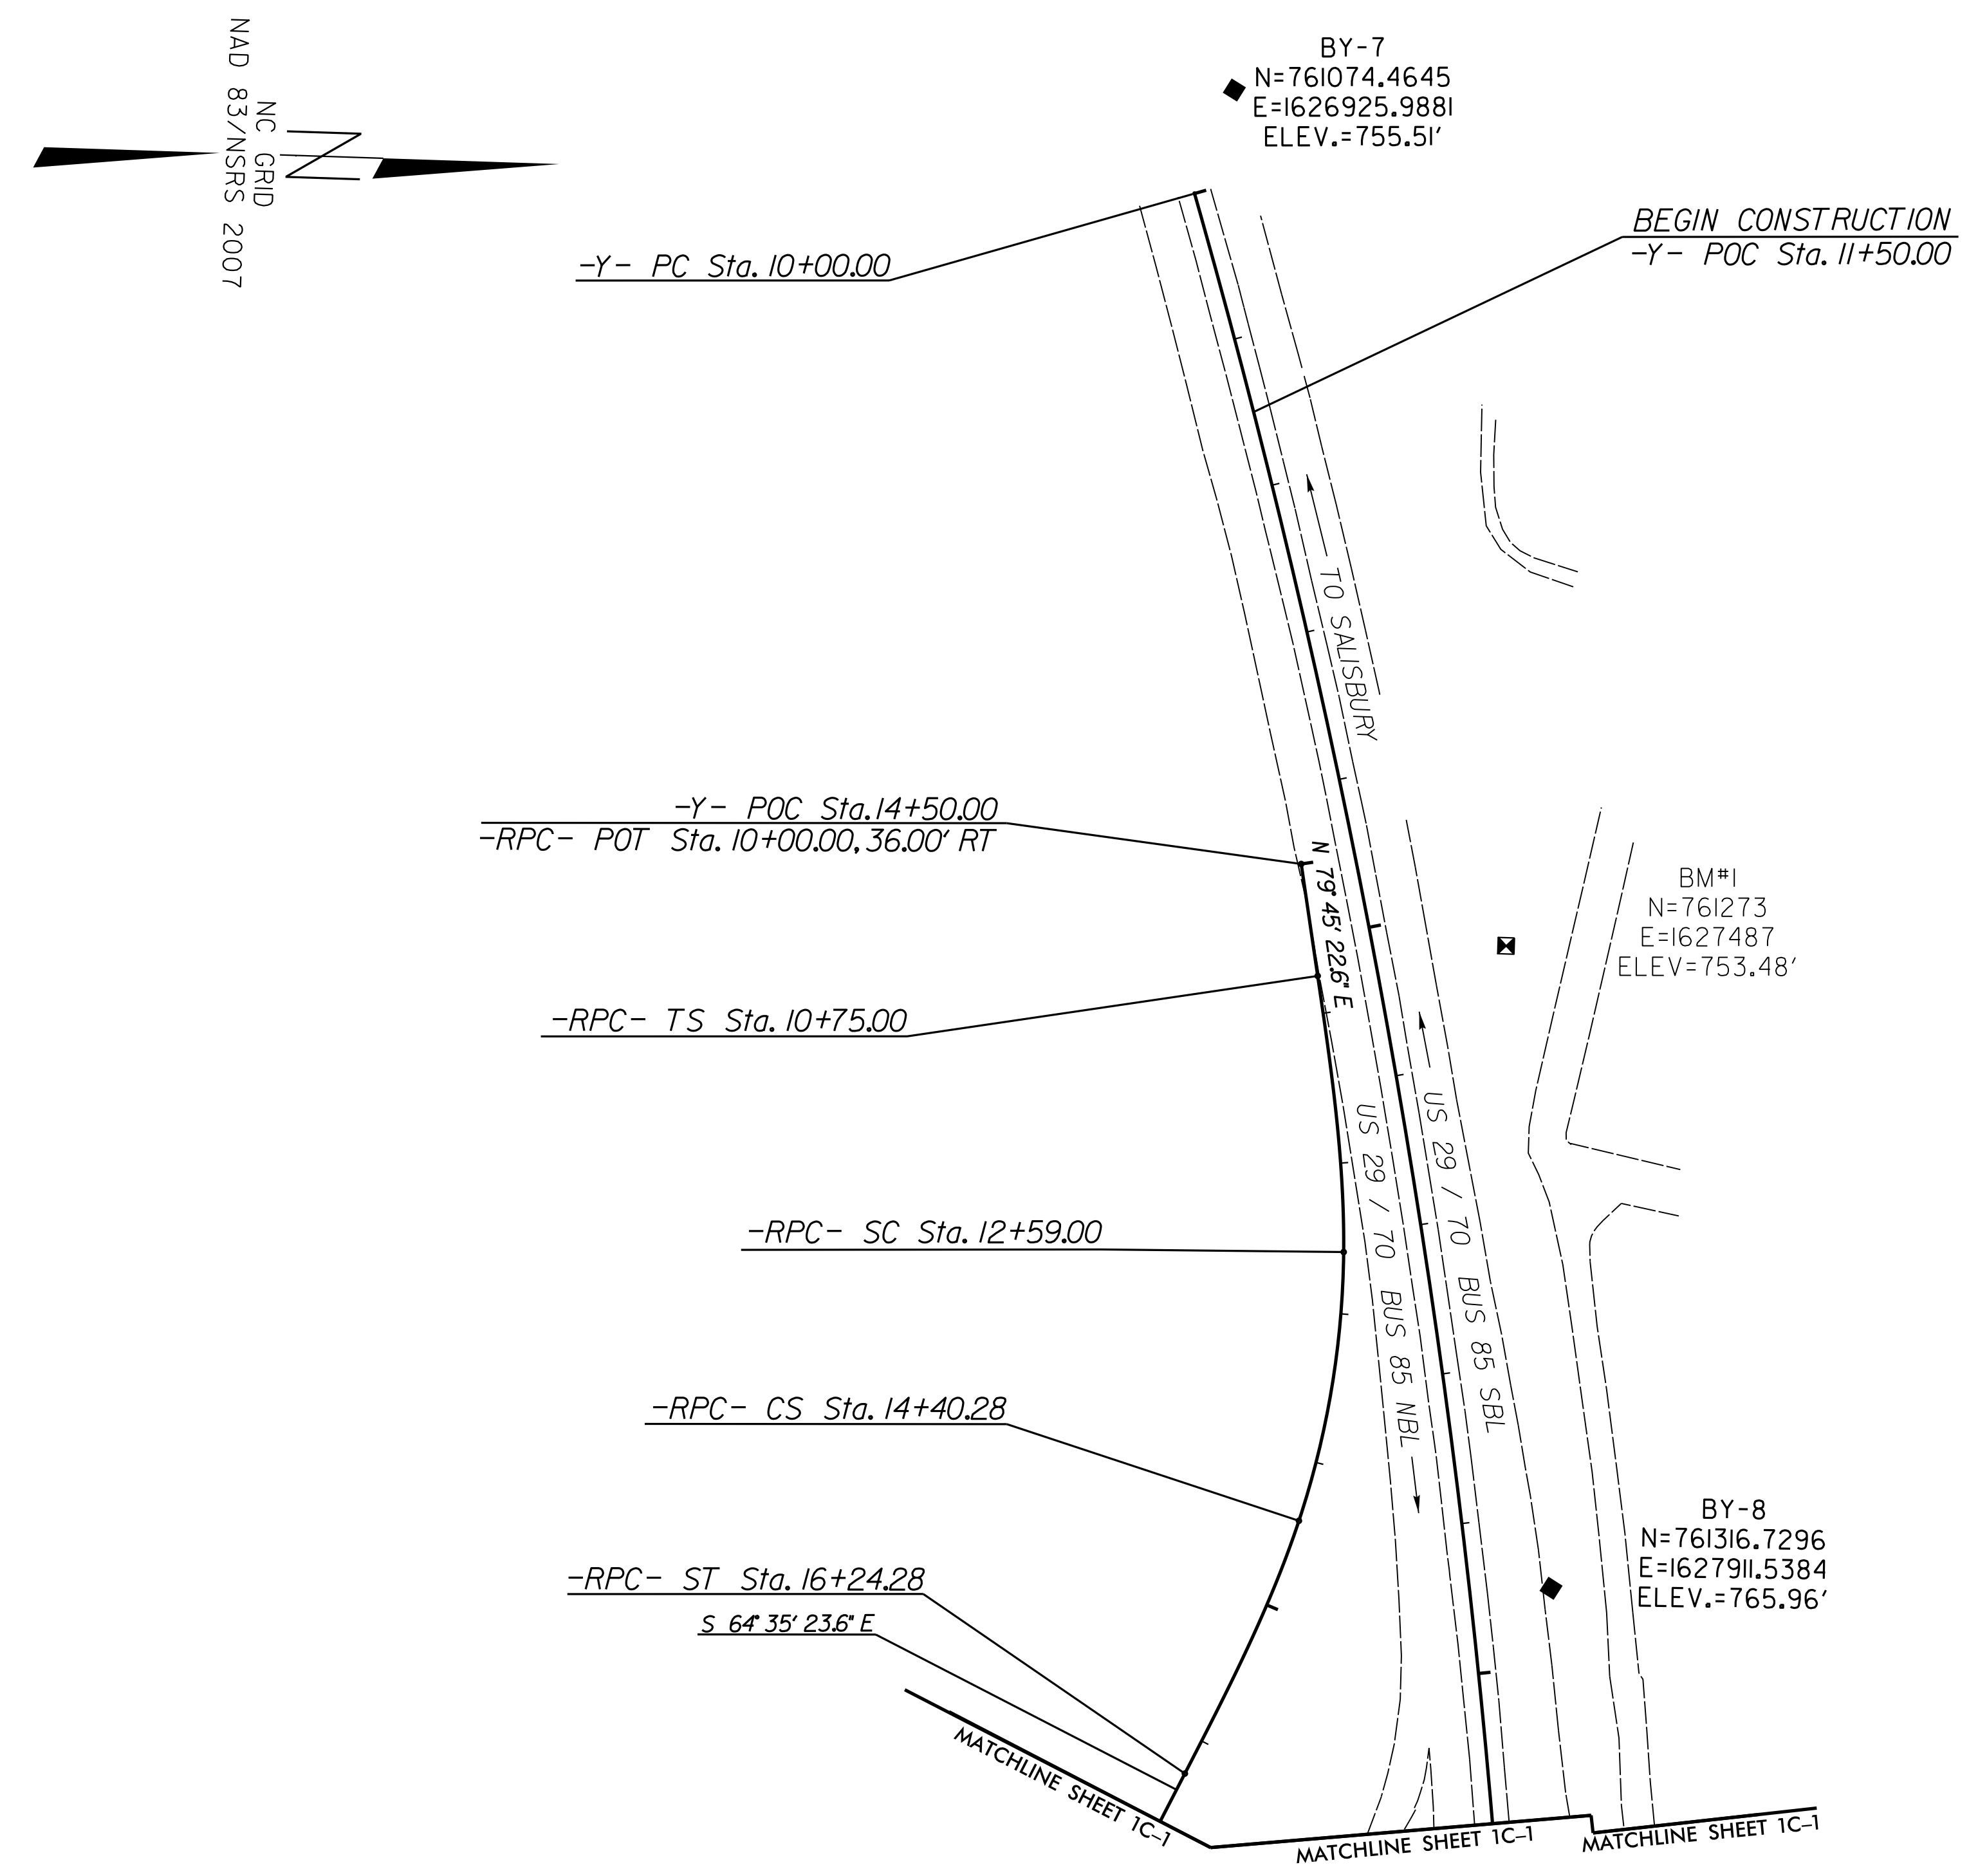 NC GRID
NAD 83/NSRS 2007
BY-7
N=761074.4645
E=1626925.9881
ELEV.=755.51'
BEGIN CONSTRUCTION
-Y- POC Sta. 11+50.00
-Y- PC Sta. 10+00.00
TO SALISBURY
-Y- POC Sta. 14+50.00
-RPC- POT Sta. 10+00.00, 36.00' RT
N 79° 45' 22.6" E
BM#1
N=761273
E=1627487
ELEV=753.48'
-RPC- TS Sta. 10+75.00
US 29 / 70 BUS 85 NBL
US 29 / 70 BUS 85 SBL
-RPC- SC Sta. 12+59.00
-RPC- CS Sta. 14+40.28
BY-8
N=761316.7296
E=1627911.5384
ELEV.=765.96'
-RPC- ST Sta. 16+24.28
S 64° 35' 23.6" E
MATCHLINE SHEET 1C-1
MATCHLINE SHEET 1C-1
MATCHLINE SHEET 1C-1